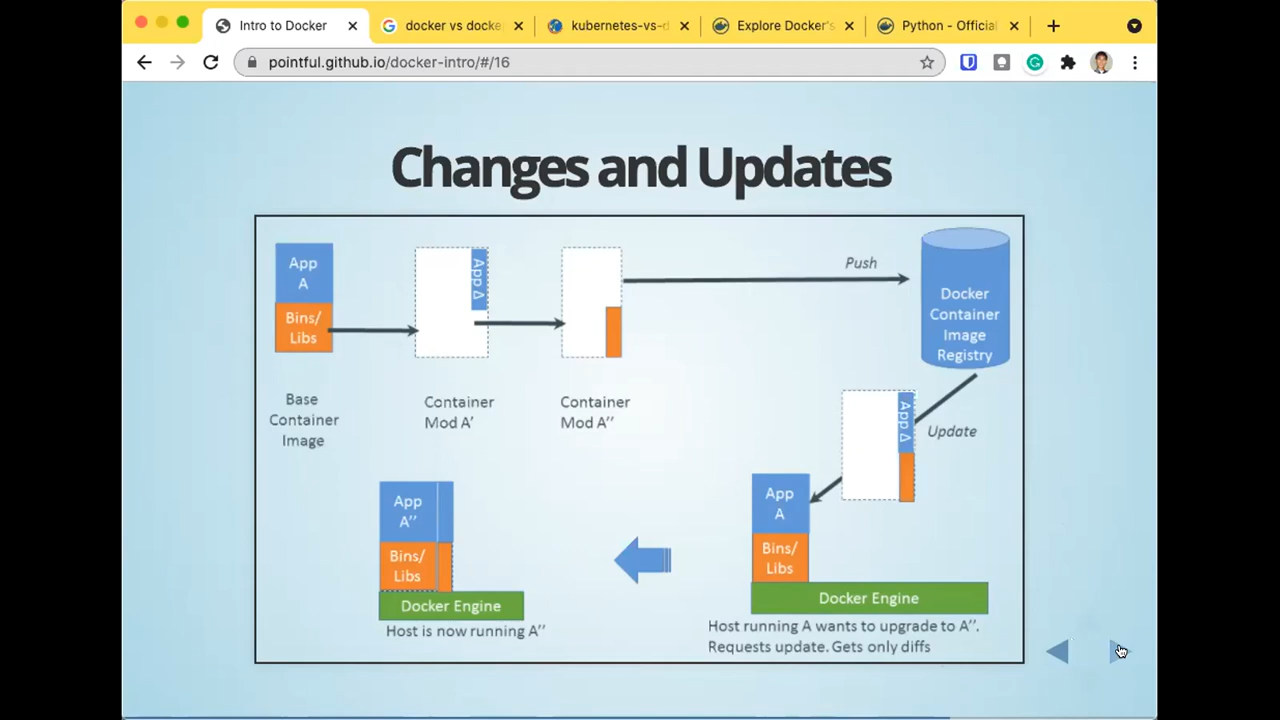 Intro to Docker
docker vs docke
kubernetes-vs-d
Explore Docker's
Python - Official
pointful.github.io/docker-intro/#/16
Changes and Updates
App
A
Bins/
Libs
Base
Container
Image
App Δ
Container
Mod A'
Container
Mod A''
Push
Docker
Container
Image
Registry
App Δ
Update
App
A
Bins/
Libs
Docker Engine
Host running A wants to upgrade to A''.
Requests update. Gets only diffs
App
A''
Bins/
Libs
Docker Engine
Host is now running A''